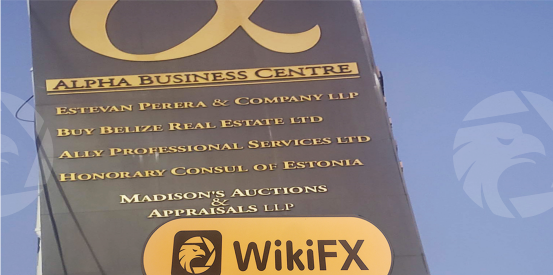 ALPHA BUSINESS CENTRE
ESTEVAN PERERA & COMPANY LLP
BUY BELIZE REAL ESTATE LTD
ALLY PROFESSIONAL SERVICES LTD
HONORARY CONSUL OF ESTONIA
MADISON'S AUCTIONS
&
APPRAISALS LLP
WikiFX